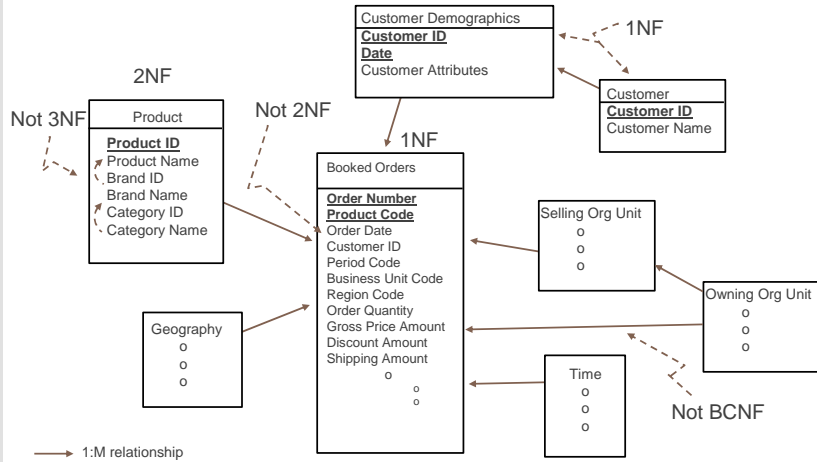 Customer Demographics
Customer ID
Date
Customer Attributes
1NF
Customer
Customer ID
Customer Name
2NF
Not 3NF
Product
Product ID
Product Name
Brand ID
Brand Name
Category ID
Category Name
Not 2NF
1NF
Booked Orders
Order Number
Product Code
Order Date
Customer ID
Period Code
Business Unit Code
Region Code
Order Quantity
Gross Price Amount
Discount Amount
Shipping Amount
o
o
o
Selling Org Unit
o
o
o
Owning Org Unit
o
o
o
Geography
o
o
o
Time
o
o
o
Not BCNF
1:M relationship